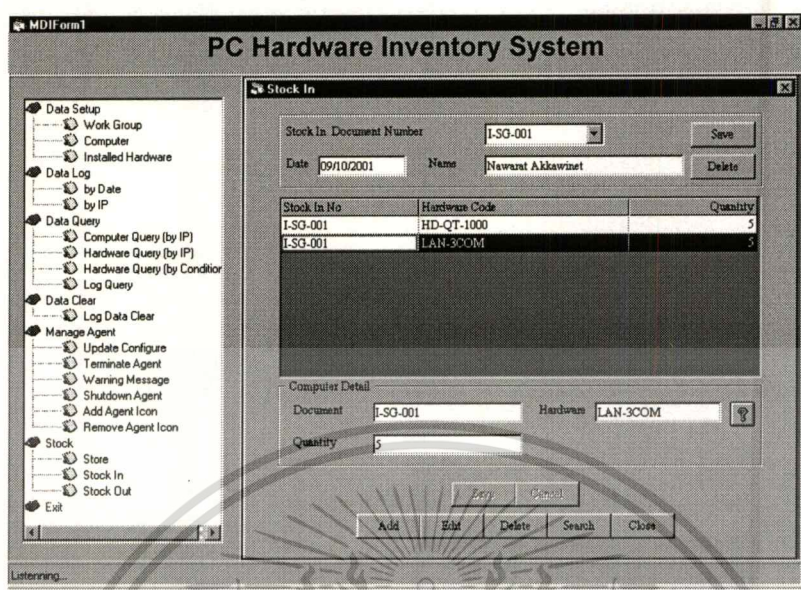 MDIForm1
PC Hardware Inventory System
Data Setup
Work Group
Computer
Installed Hardware
Data Log
by Date
by IP
Data Query
Computer Query (by IP)
Hardware Query (by IP)
Hardware Query (by Condition
Log Query
Data Clear
Log Data Clear
Manage Agent
Update Configure
Terminate Agent
Warning Message
Shutdown Agent
Add Agent Icon
Remove Agent Icon
Stock
Store
Stock In
Stock Out
Exit
Stock In
Stock In Document Number I-SG-001 Save
Date 09/10/2001 Name Nawarat Akkawinet Delete
Stock In No Hardware Code Quantity
I-SG-001 HD-QT-1000 5
I-SG-001 LAN-3COM 5
Computer Detail
Document I-SG-001 Hardware LAN-3COM ?
Quantity 5
Save Cancel
Add Edit Delete Search Close
Listenning...